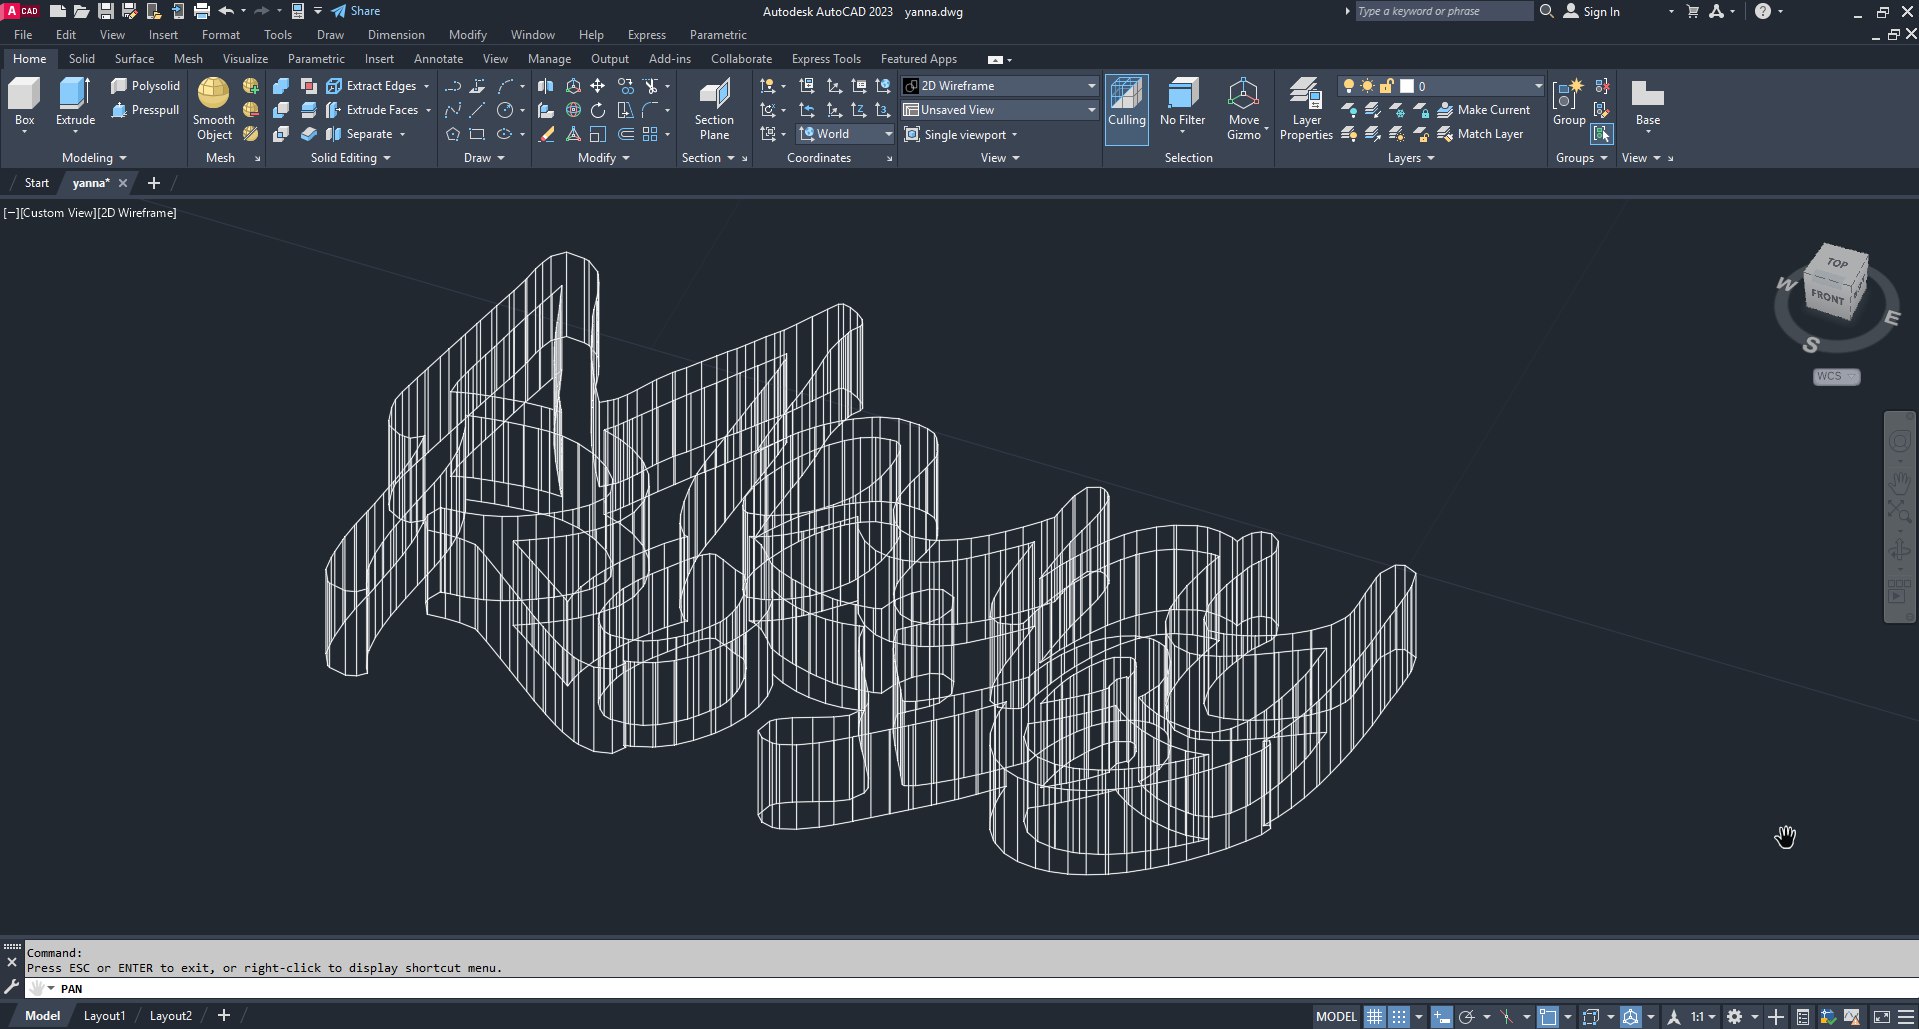 A CAD Share Autodesk AutoCAD 2023 yanna.dwg Type a keyword or phrase Sign In
File Edit View Insert Format Tools Draw Dimension Modify Window Help Express Parametric
Home Solid Surface Mesh Visualize Parametric Insert Annotate View Manage Output Add-ins Collaborate Express Tools Featured Apps
Polysolid Extract Edges 2D Wireframe 0
Presspull Extrude Faces Unsaved View Make Current
Box Extrude Smooth Object Separate Section Plane World Single viewport Culling No Filter Move Gizmo Layer Properties Match Layer Group Base
Modeling Mesh Solid Editing Draw Modify Section Coordinates View Selection Layers Groups View
Start yanna*
[−][Custom View][2D Wireframe]
TOP
W
FRONT
E
S
WCS
Command:
Press ESC or ENTER to exit, or right-click to display shortcut menu.
PAN
Model Layout1 Layout2 MODEL 1:1